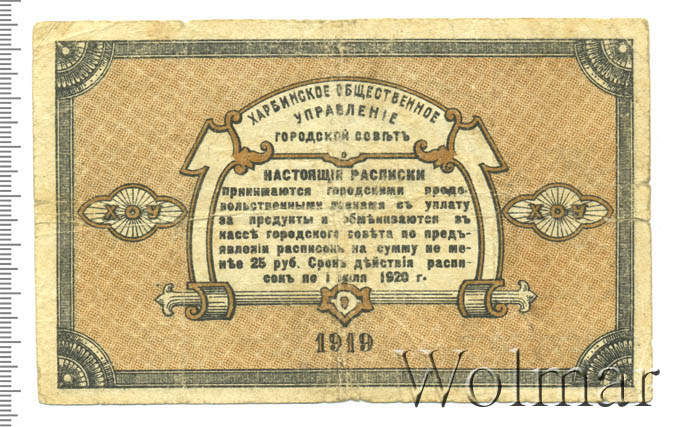 ХАРБИНСКОЕ ОБЩЕСТВЕННОЕ
УПРАВЛЕНІЕ
ГОРОДСКОЙ СОВѢТЪ
НАСТОЯЩІЯ РАСПИСКИ
принимаются городскими продо-
вольственными лавками въ уплату
за продукты и обмѣниваются въ
кассѣ городского совѣта по предъ-
явленіи расписокъ на сумму не ме-
нѣе 25 руб. Срокъ дѣйствія распи-
сокъ по 1 іюля 1920 г.
ХОУ ХОУ
1919
Wolmar